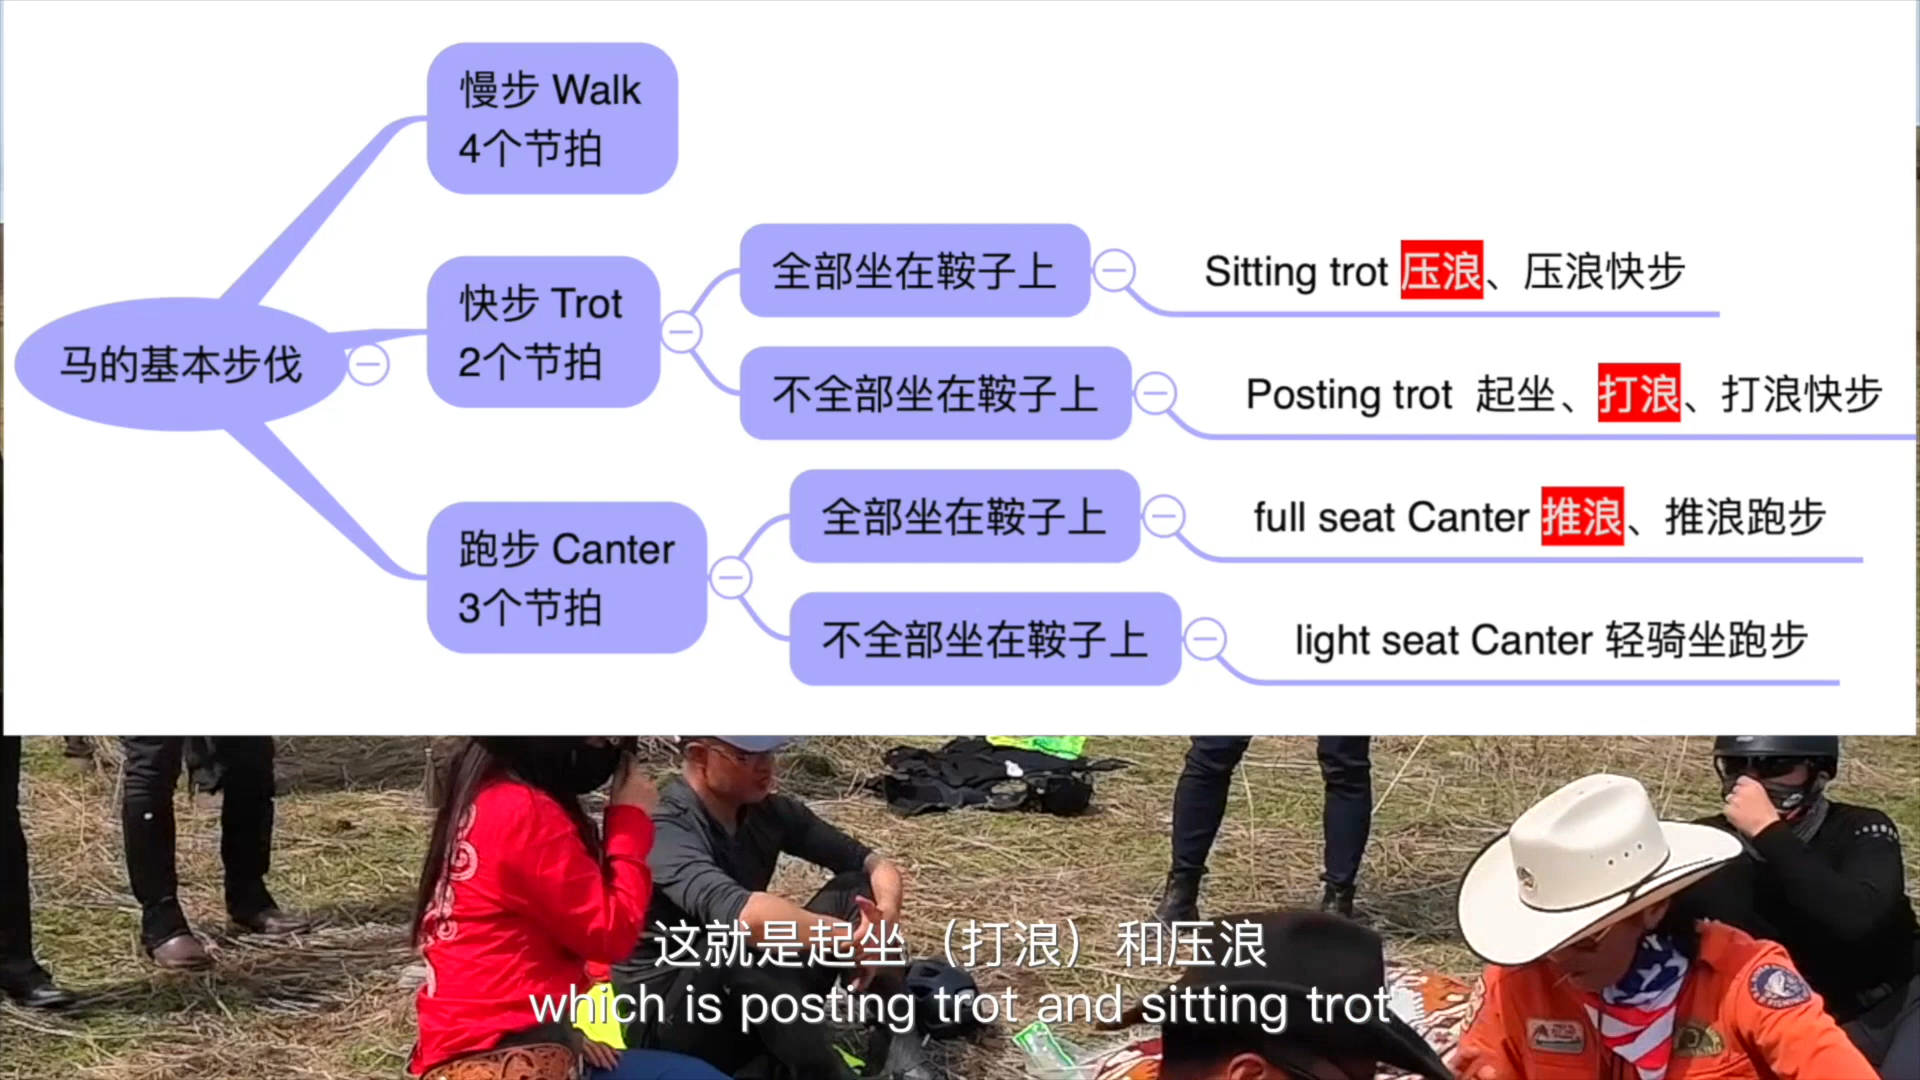 慢步 Walk
4个节拍
全部坐在鞍子上
Sitting trot 压浪、压浪快步
快步 Trot
2个节拍
马的基本步伐
不全部坐在鞍子上
Posting trot 起坐、打浪、打浪快步
跑步 Canter
3个节拍
全部坐在鞍子上
full seat Canter 推浪、推浪跑步
不全部坐在鞍子上
light seat Canter 轻骑坐跑步
这就是起坐（打浪）和压浪
which is posting trot and sitting trot